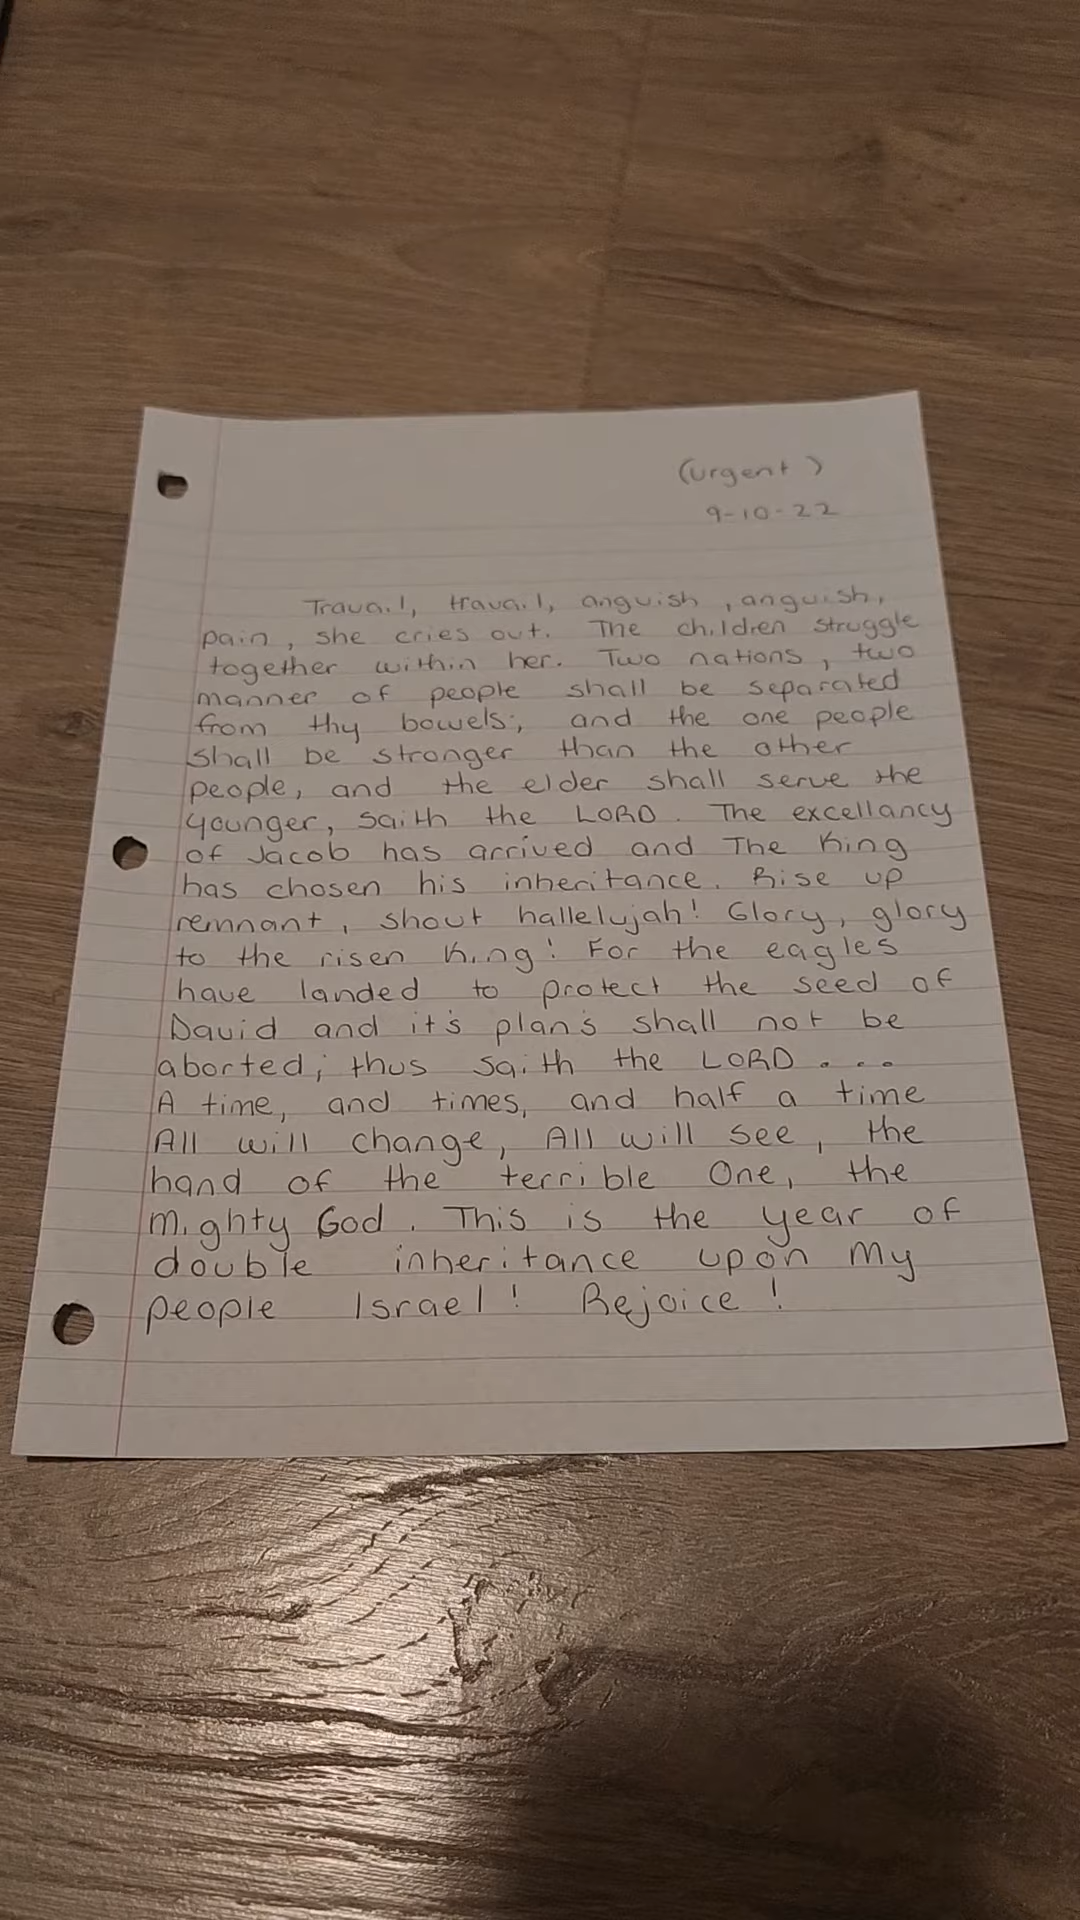 (urgent)
9-10-22
Travail, travail, anguish, anguish,
pain, she cries out. The children struggle
together within her. Two nations, two
manner of people shall be separated
from thy bowels; and the one people
shall be stronger than the other
people, and the elder shall serve the
younger, saith the LORD. The excellancy
of Jacob has arrived and The King
has chosen his inheritance. Rise up
remnant, shout hallelujah! Glory, glory
to the risen King! For the eagles
have landed to protect the seed of
David and it's plan's shall not be
aborted; thus saith the LORD....
A time, and times, and half a time
All will change, All will see, the
hand of the terrible One, the
mighty God. This is the year of
double inheritance upon My
people Israel! Rejoice!